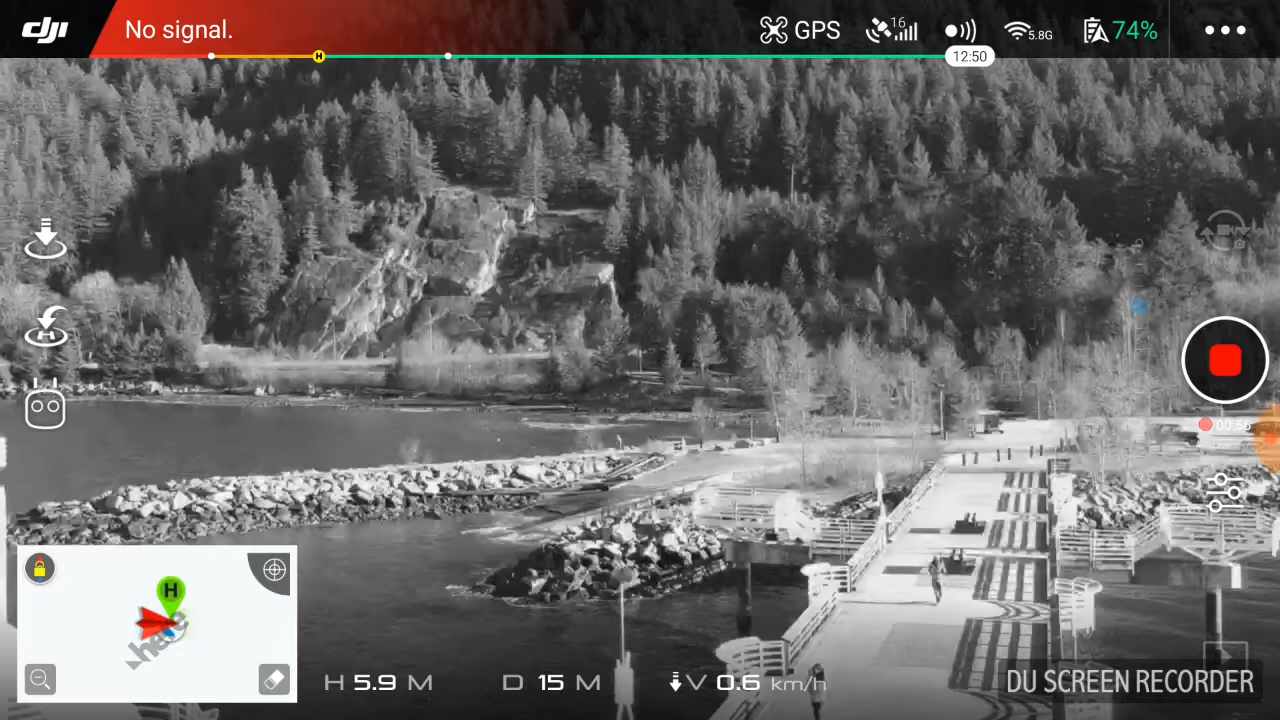 dji
No signal.
GPS
16
5.8G
74%
12:50
H
00:56
H
here
H 5.9 M
D 15 M
V 0.6 km/h
DU SCREEN RECORDER